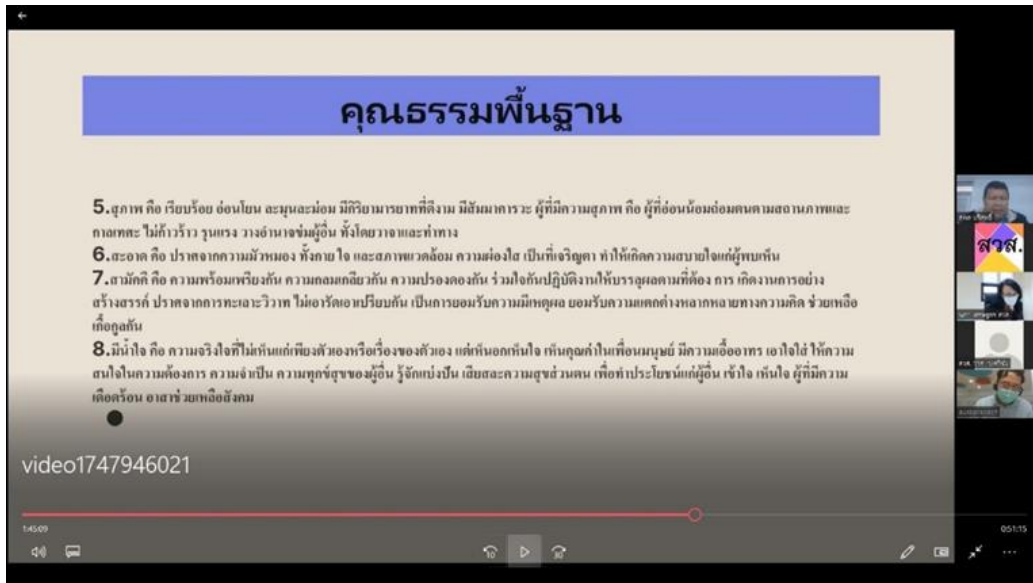 คุณธรรมพื้นฐาน
5.สุภาพ คือ เรียบร้อย อ่อนโยน ละมุนละม่อม มีกิริยามารยาทที่ดีงาม มีสัมมาคารวะ ผู้ที่มีความสุภาพ คือ ผู้ที่อ่อนน้อมถ่อมตนตามสถานภาพและ
กาลเทศะ ไม่ก้าวร้าว รุนแรง วางอำนาจข่มผู้อื่น ทั้งโดยวาจาและท่าทาง
6.สะอาด คือ ปราศจากความมัวหมอง ทั้งกาย ใจ และสภาพแวดล้อม ความผ่องใส เป็นที่เจริญตา ทำให้เกิดความสบายใจแก่ผู้พบเห็น
7.สามัคคี คือ ความพร้อมเพรียงกัน ความกลมเกลียวกัน ความปรองดองกัน ร่วมใจกันปฏิบัติงานให้บรรลุผลตามที่ต้อง การ เกิดงานการอย่าง
สร้างสรรค์ ปราศจากการทะเลาะวิวาท ไม่เอารัดเอาเปรียบกัน เป็นการยอมรับความมีเหตุผล ยอมรับความแตกต่างหลากหลายทางความคิด ช่วยเหลือ
เกื้อกูลกัน
8.มีน้ำใจ คือ ความจริงใจที่ไม่เห็นแก่เพียงตัวเองหรือเรื่องของตัวเอง แต่เห็นอกเห็นใจ เห็นคุณค่าในเพื่อนมนุษย์ มีความเอื้ออาทร เอาใจใส่ ให้ความ
สนใจในความต้องการ ความจำเป็น ความทุกข์สุขของผู้อื่น รู้จักแบ่งปัน เสียสละความสุขส่วนตน เพื่อทำประโยชน์แก่ผู้อื่น เข้าใจ เห็นใจ ผู้ที่มีความ
เดือดร้อน อาสาช่วยเหลือสังคม
สวส.
video1747946021
1:45:09
0:51:15
10
30